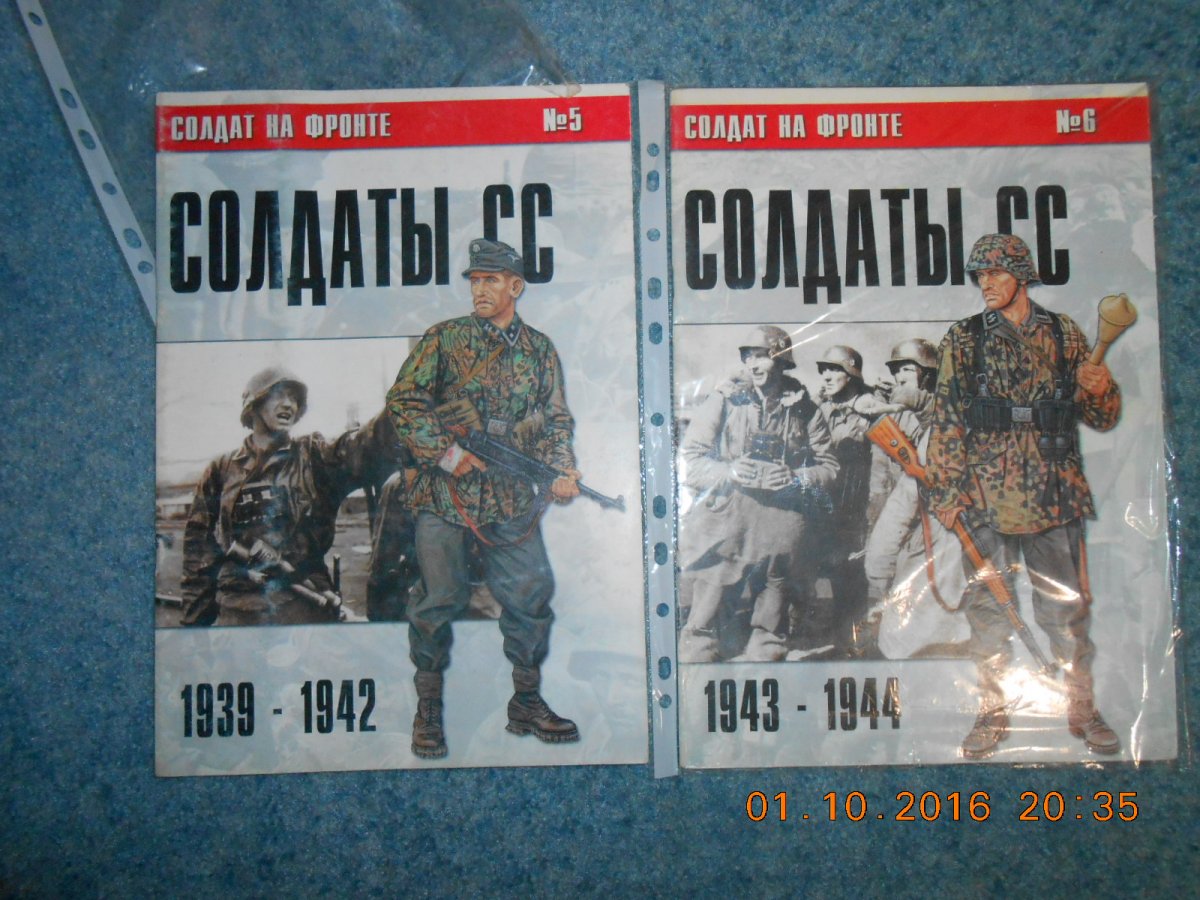 СОЛДАТ НА ФРОНТЕ №5
СОЛДАТЫ СС
1939 - 1942
СОЛДАТ НА ФРОНТЕ №6
СОЛДАТЫ СС
1943 - 1944
01.10.2016 20:35